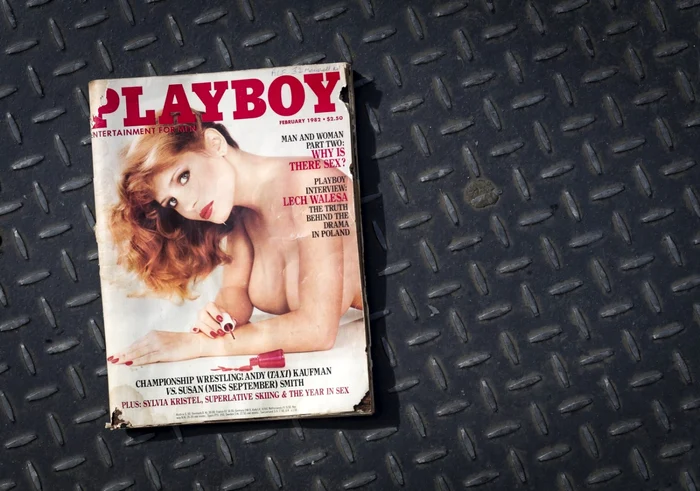 PLAYBOY
ENTERTAINMENT FOR MEN
FEBRUARY 1982 • $2.50
MAN AND WOMAN
PART TWO:
WHY IS
THERE SEX?
PLAYBOY
INTERVIEW:
LECH WALESA
THE TRUTH
BEHIND THE
DRAMA
IN POLAND
CHAMPIONSHIP WRESTLING! ANDY (TAXI) KAUFMAN
VS. SUSAN (MISS SEPTEMBER) SMITH
PLUS: SYLVIA KRISTEL, SUPERLATIVE SKIING & THE YEAR IN SEX